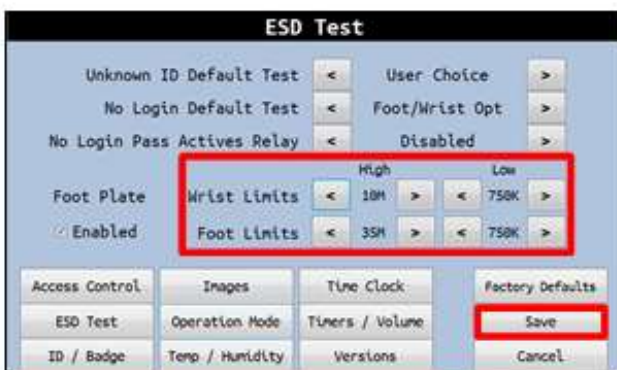 ESD Test
Unknown ID Default Test < User Choice >
No Login Default Test < Foot/Wrist Opt >
No Login Pass Actives Relay < Disabled >
High Low
Foot Plate Wrist Limits < 10M > < 750K >
Enabled Foot Limits < 35M > < 750K >
Access Control Images Time Clock Factory Defaults
ESD Test Operation Mode Timers / Volume Save
ID / Badge Temp / Humidity Versions Cancel